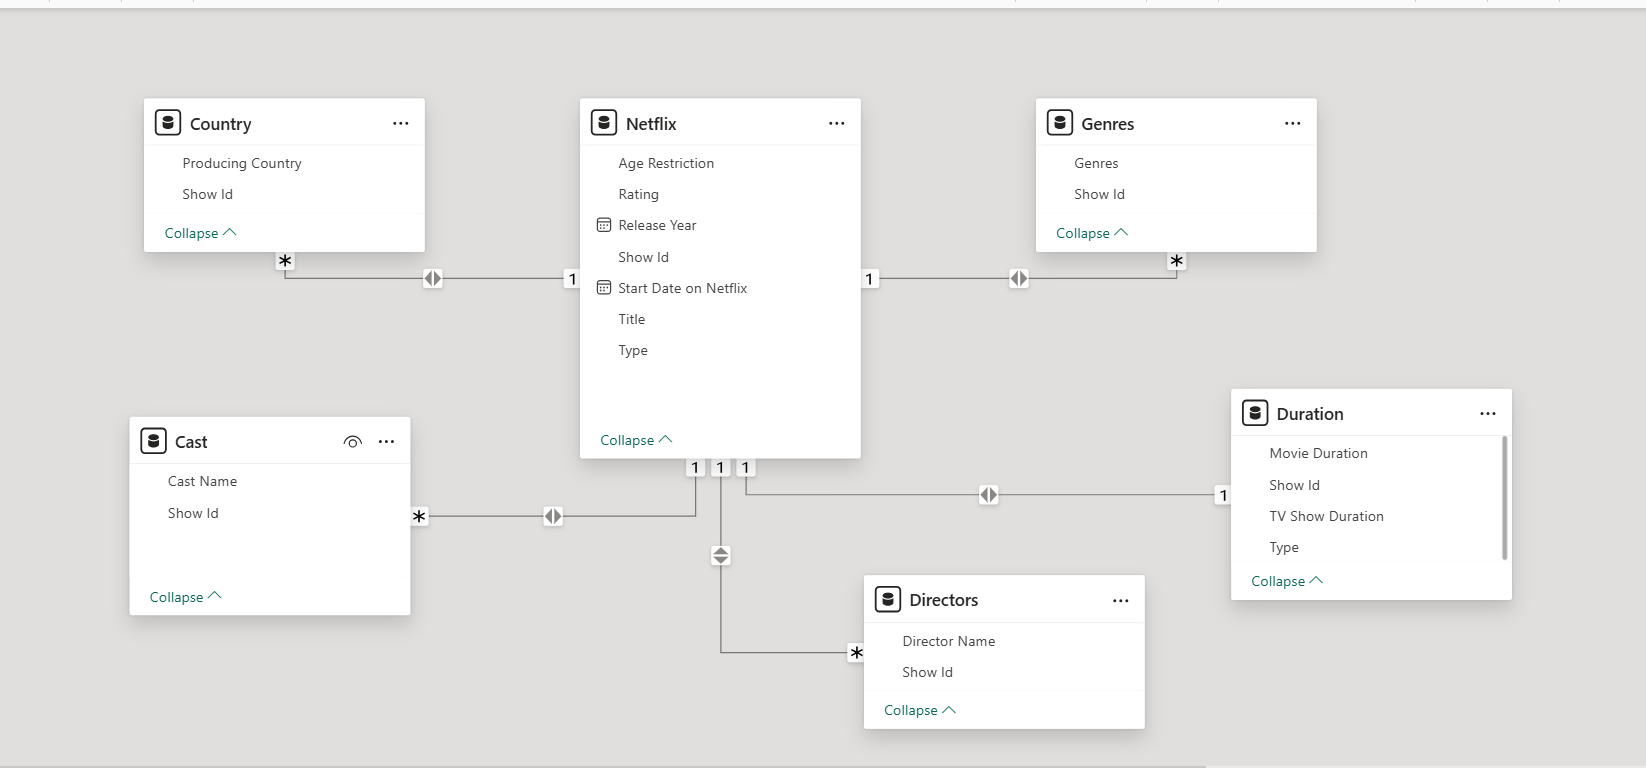 Country
Producing Country
Show Id
Collapse
Netflix
Age Restriction
Rating
Release Year
Show Id
Start Date on Netflix
Title
Type
Collapse
Genres
Genres
Show Id
Collapse
* 1
1 *
Cast
Cast Name
Show Id
Collapse
1 1 1
*
1
*
Duration
Movie Duration
Show Id
TV Show Duration
Type
Collapse
Directors
Director Name
Show Id
Collapse